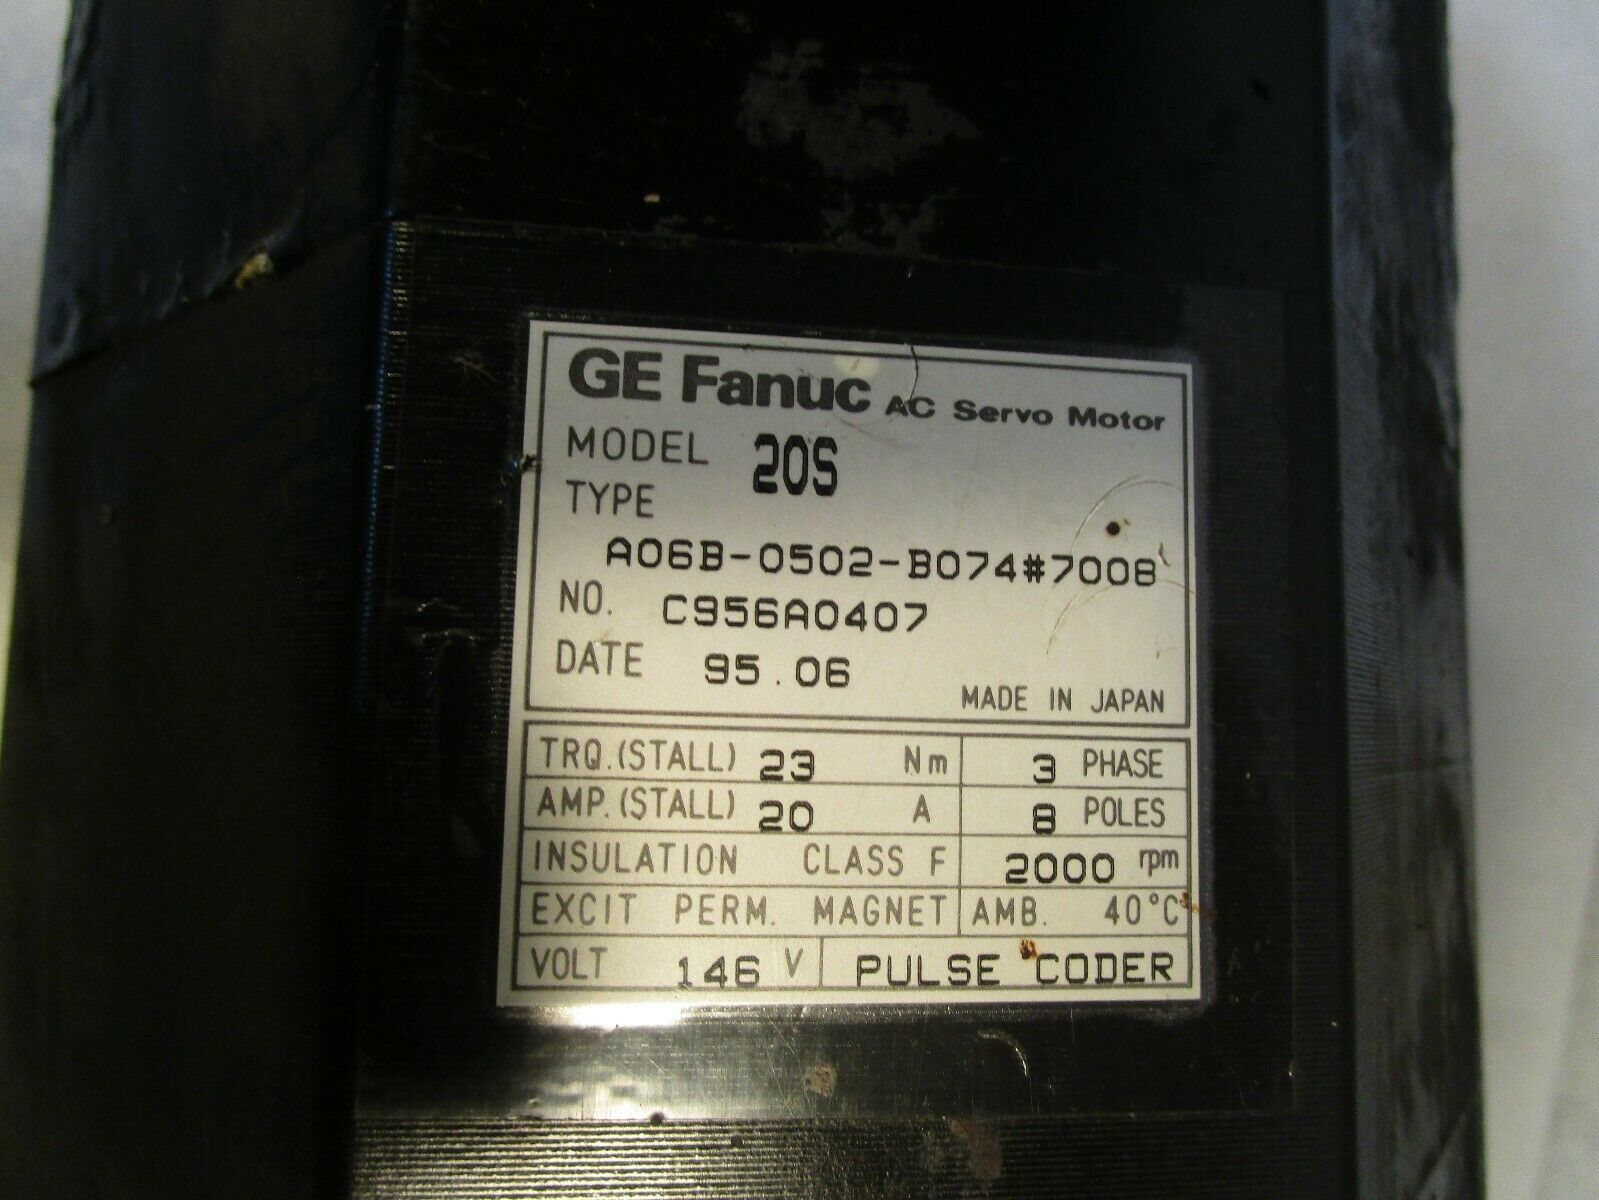 GE Fanuc AC Servo Motor
MODEL 20S
TYPE
A06B-0502-B074#7008
NO. C956A0407
DATE 95.06
MADE IN JAPAN
TRQ.(STALL) 23 Nm 3 PHASE
AMP.(STALL) 20 A 8 POLES
INSULATION CLASS F 2000 rpm
EXCIT PERM. MAGNET AMB. 40°C
VOLT 146 V PULSE CODER